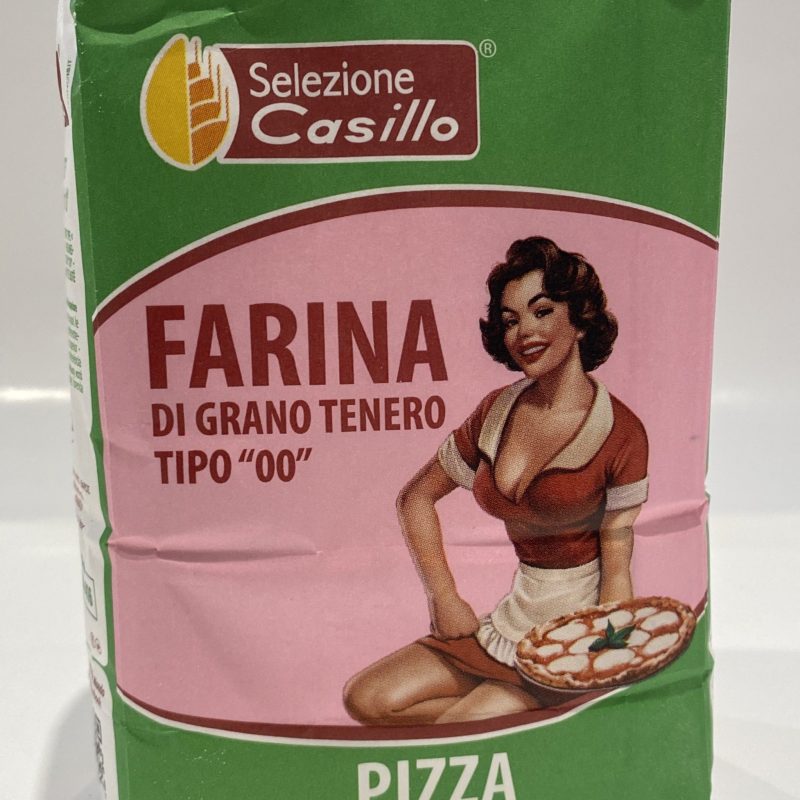 Selezione
Casillo
®
FARINA
DI GRANO TENERO
TIPO “00”
PIZZA